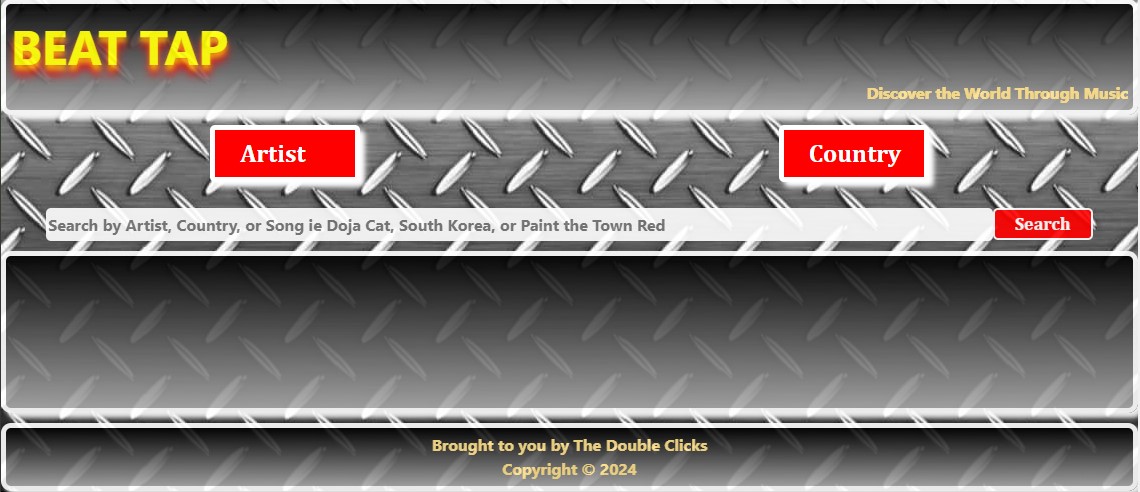 BEAT TAP
Discover the World Through Music
Artist
Country
Search by Artist, Country, or Song ie Doja Cat, South Korea, or Paint the Town Red
Search
Brought to you by The Double Clicks
Copyright © 2024